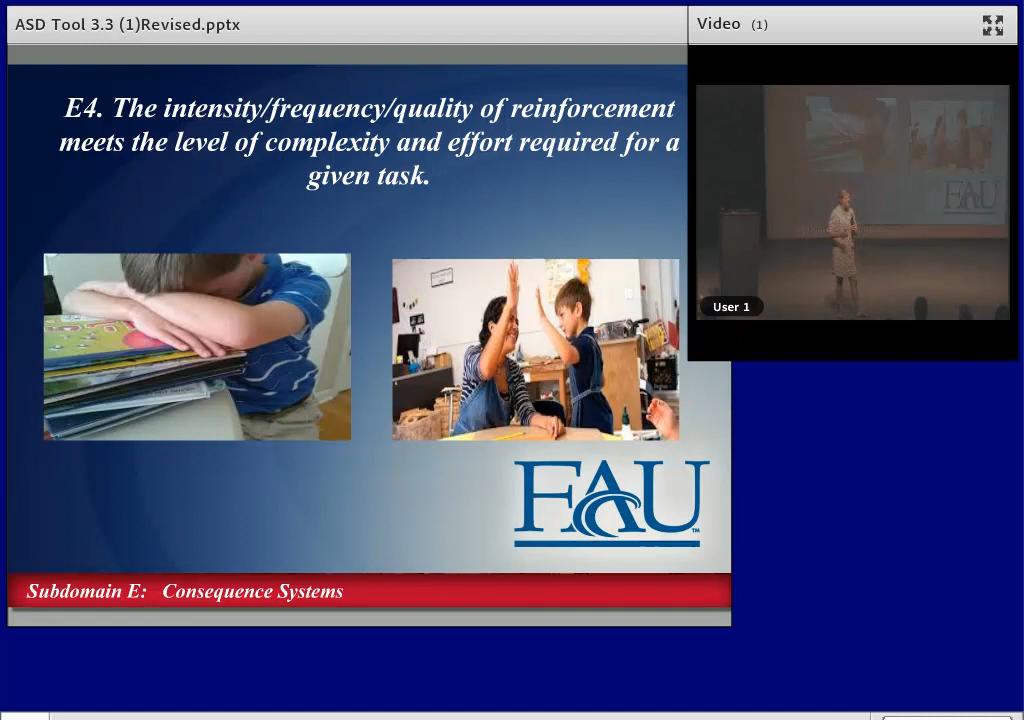 ASD Tool 3.3 (1)Revised.pptx
Video (1)
E4. The intensity/frequency/quality of reinforcement
meets the level of complexity and effort required for a
given task.
FAU
User 1
FAU
TM
Subdomain E: Consequence Systems